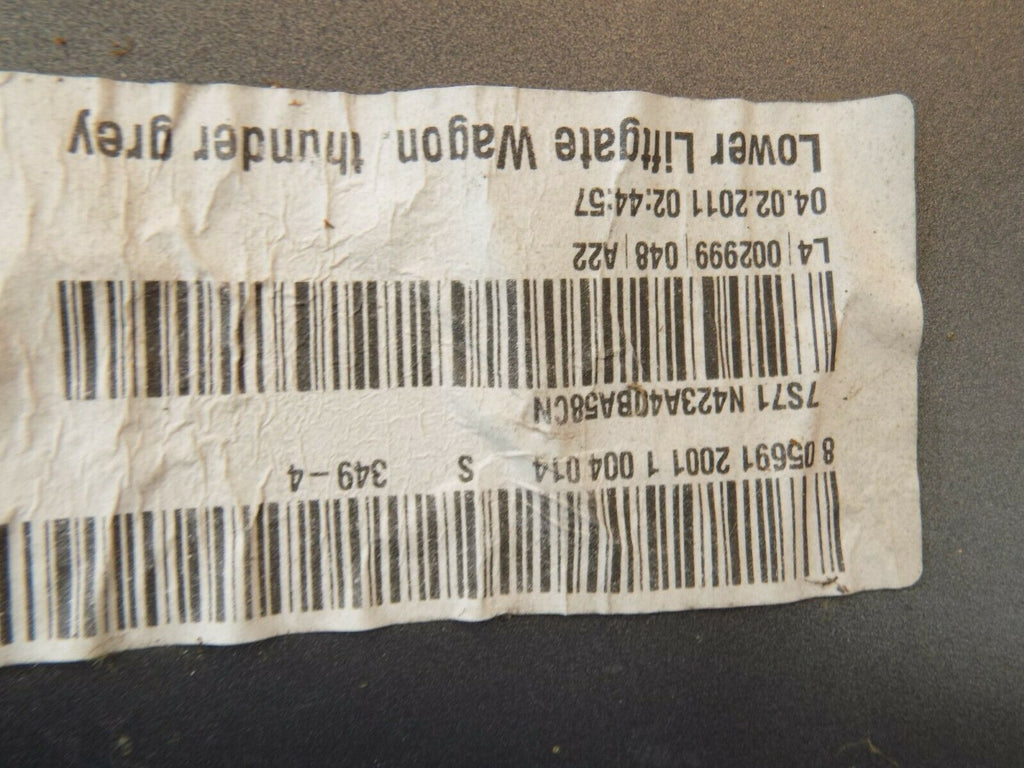 8 05691 2001 1 004 014 S 349-4
7S71 N423A40BA58CN
L4 | 002999 | 048 | A22
04.02.2011 02:44:57
Lower Liftgate Wagon, thunder grey